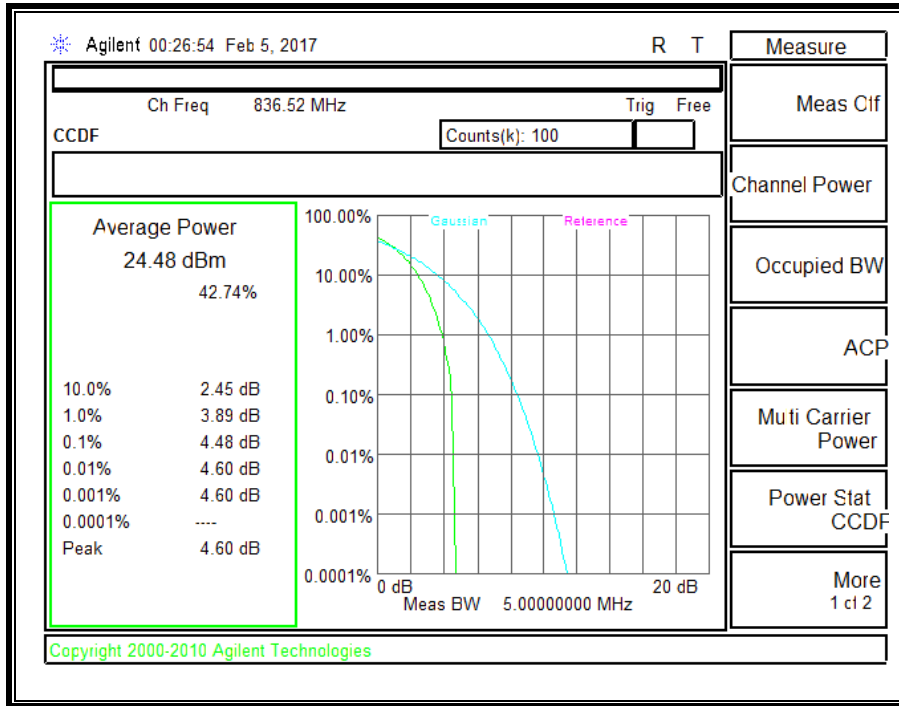 Agilent 00:26:54 Feb 5, 2017 R T
Ch Freq 836.52 MHz Trig Free
CCDF Counts(k): 100
Average Power
24.48 dBm
42.74%
10.0% 2.45 dB
1.0% 3.89 dB
0.1% 4.48 dB
0.01% 4.60 dB
0.001% 4.60 dB
0.0001% ----
Peak 4.60 dB
Gaussian Reference
100.00%
10.00%
1.00%
0.10%
0.01%
0.001%
0.0001%
0 dB 20 dB
Meas BW 5.00000000 MHz
Measure
Meas Off
Channel Power
Occupied BW
ACP
Multi Carrier
Power
Power Stat
CCDF
More
1 of 2
Copyright 2000-2010 Agilent Technologies